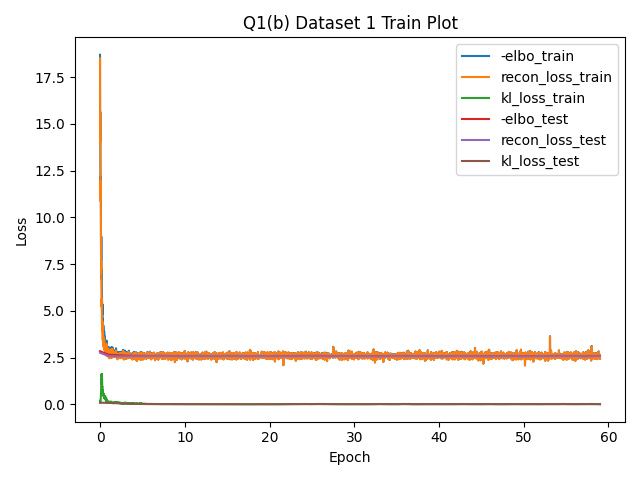 Q1(b) Dataset 1 Train Plot
-elbo_train
recon_loss_train
kl_loss_train
-elbo_test
recon_loss_test
kl_loss_test
Loss
17.5
15.0
12.5
10.0
7.5
5.0
2.5
0.0
0 10 20 30 40 50 60
Epoch